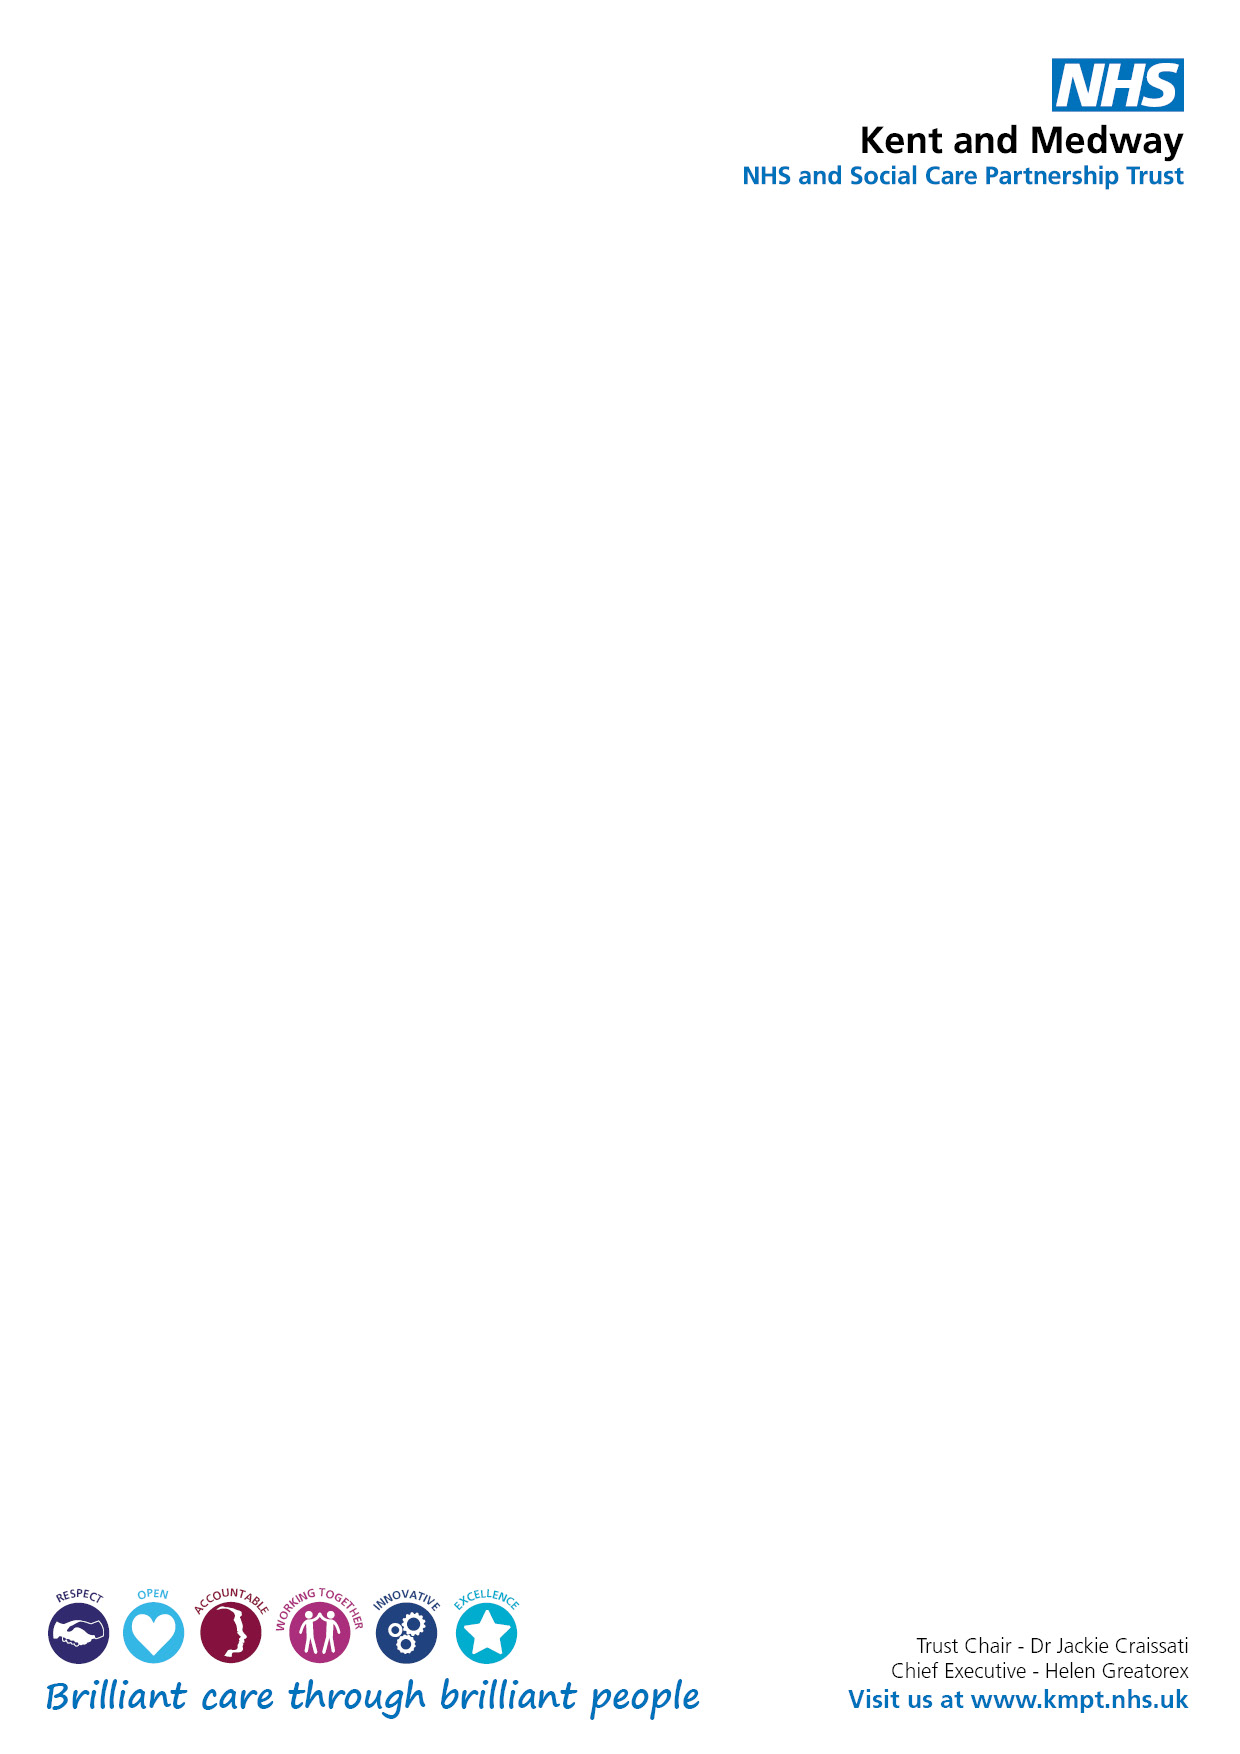 NHS
Kent and Medway
NHS and Social Care Partnership Trust
RESPECT
OPEN
ACCOUNTABLE
WORKING TOGETHER
INNOVATIVE
EXCELLENCE
Brilliant care through brilliant people
Trust Chair - Dr Jackie Craissati
Chief Executive - Helen Greatorex
Visit us at www.kmpt.nhs.uk